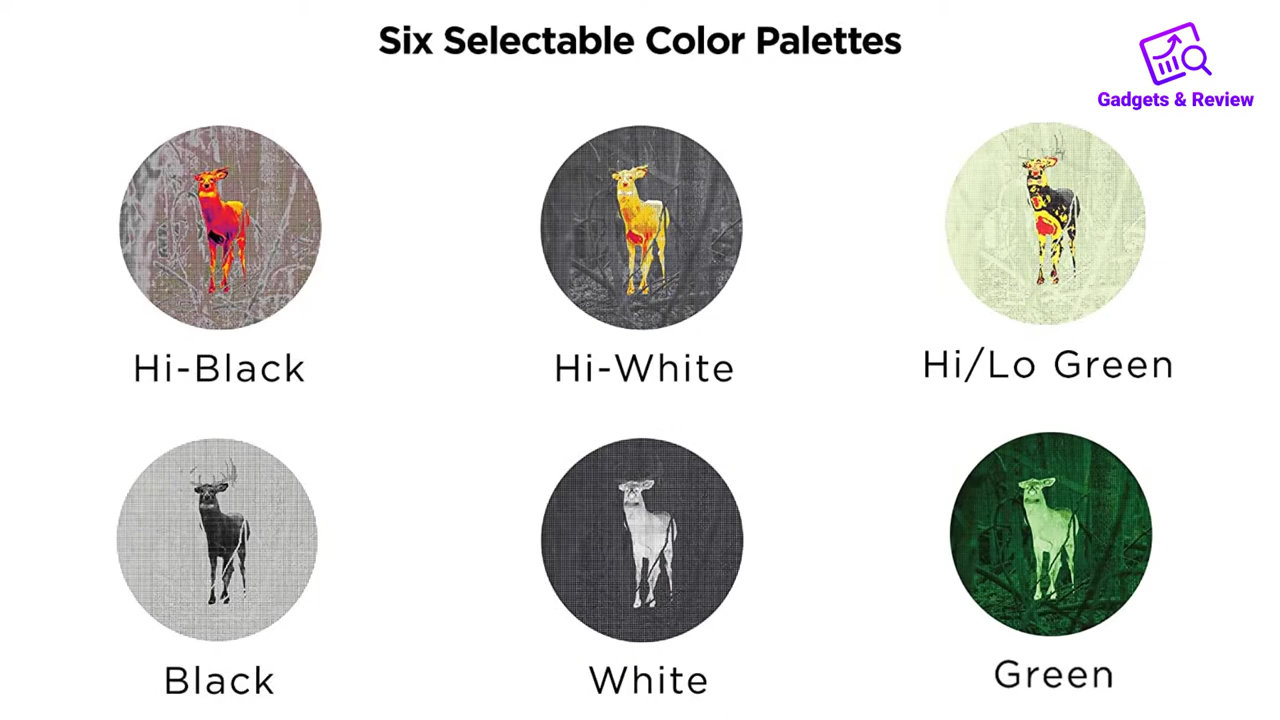 Six Selectable Color Palettes
Gadgets & Review
Hi-Black
Hi-White
Hi/Lo Green
Black
White
Green